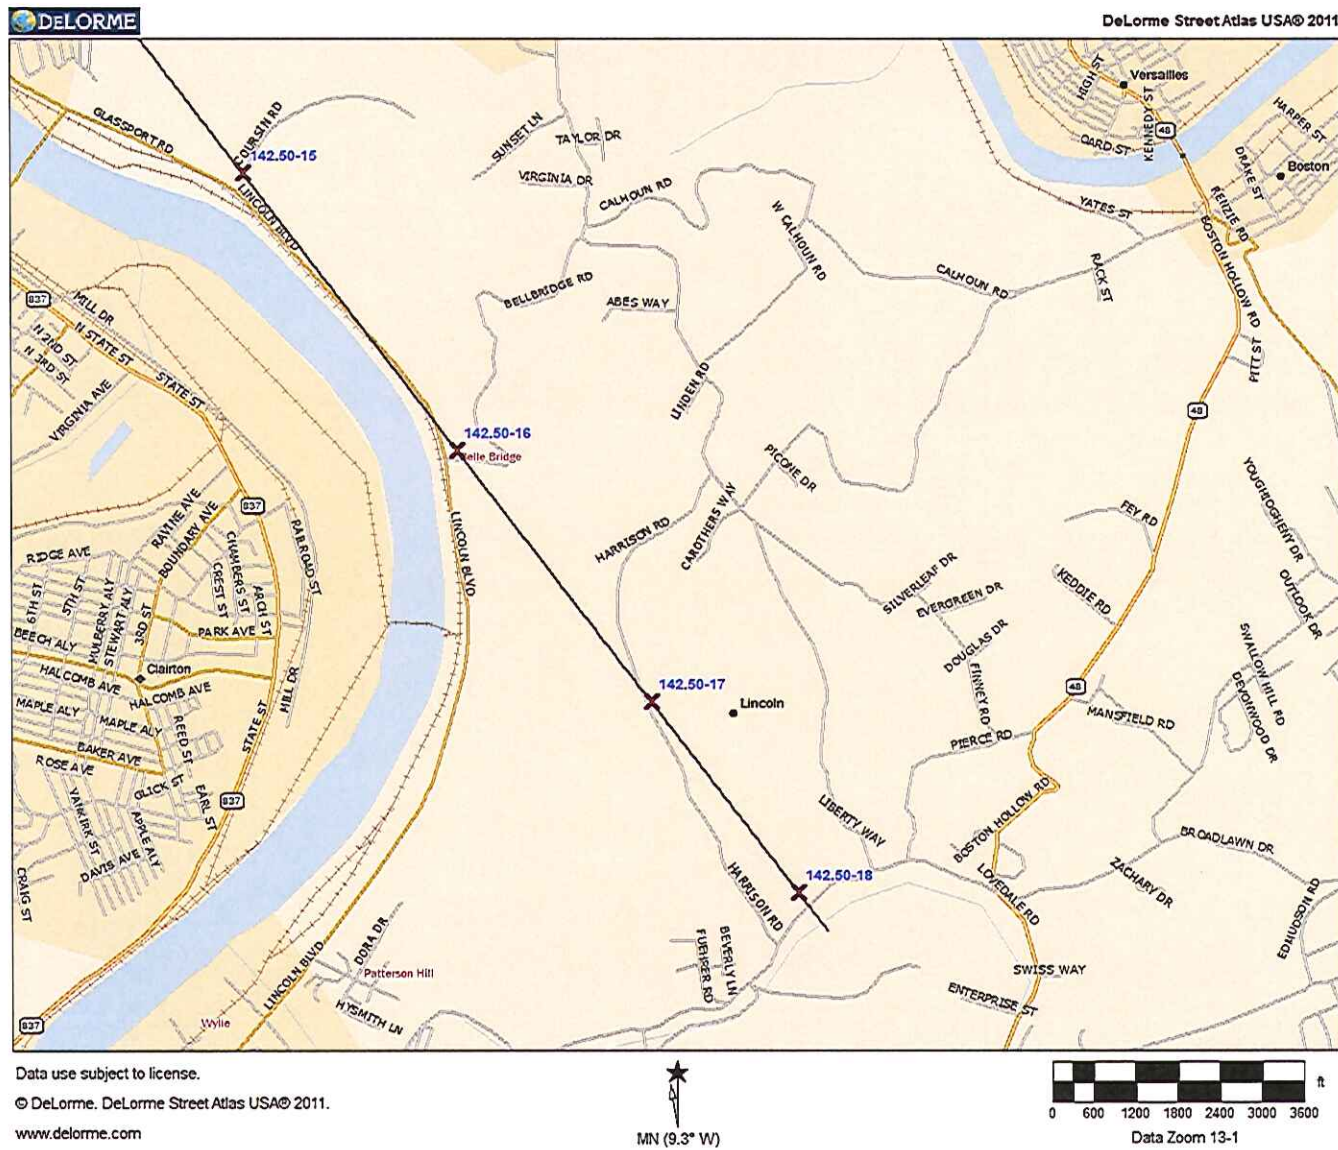 DELORME
DeLorme Street Atlas USA® 2011
Versailles
HIGH ST
KENNEDY ST
48
OARD ST
HARPER ST
DRAKE ST
Boston
RENZIE RD
YATES ST
BOSTON HOLLOW RD
RACK ST
PITT ST
GLASSPORT RD
COURSIN RD
142.50-15
LINCOLN BLVD
SUNSET LN
TAYLOR DR
VIRGINIA DR
CALHOUN RD
W CALHOUN RD
CALHOUN RD
BELLBRIDGE RD
ABES WAY
LINDEN RD
837
MILL DR
N STATE ST
N 2ND ST
N 3RD ST
STATE ST
VIRGINIA AVE
48
142.50-16
Belle Bridge
PICONE DR
CAROTHERS WAY
HARRISON RD
YOUGHIOGHENY DR
FEY RD
KEDDIE RD
OUTLOOK DR
837
RAVINE AVE
BOUNDARY AVE
RAILROAD ST
LINCOLN BLVD
RIDGE AVE
6TH ST
5TH ST
MULBERRY ALY
STEWART ALY
3RD ST
CHAMBERS ST
CREST ST
ARCH ST
PARK AVE
BEECH ALY
Clairton
HALCOMB AVE
HALCOMB AVE
MAPLE ALY
MAPLE ALY
REED ST
MILL DR
STATE ST
BAKER AVE
ROSE AVE
GLICK ST
EARL ST
837
VANKIRK ST
APPLE ALY
DAVIS AVE
CRAIG ST
SILVERLEAF DR
EVERGREEN DR
DOUGLAS DR
FINNEY RD
SWALLOW HILL RD
DEVONWOOD DR
142.50-17
Lincoln
48
MANSFIELD RD
PIERCE RD
BOSTON HOLLOW RD
LIBERTY WAY
BROADLAWN DR
ZACHARY DR
142.50-18
LOVEDALE RD
EDMUDSON RD
HARRISON RD
BEVERLY LN
FUEHRER RD
SWISS WAY
ENTERPRISE ST
DORA DR
Patterson Hill
LINCOLN BLVD
HYSMITH LN
Wylie
837
Data use subject to license.
© DeLorme. DeLorme Street Atlas USA® 2011.
www.delorme.com
MN (9.3° W)
ft
0 600 1200 1800 2400 3000 3600
Data Zoom 13-1